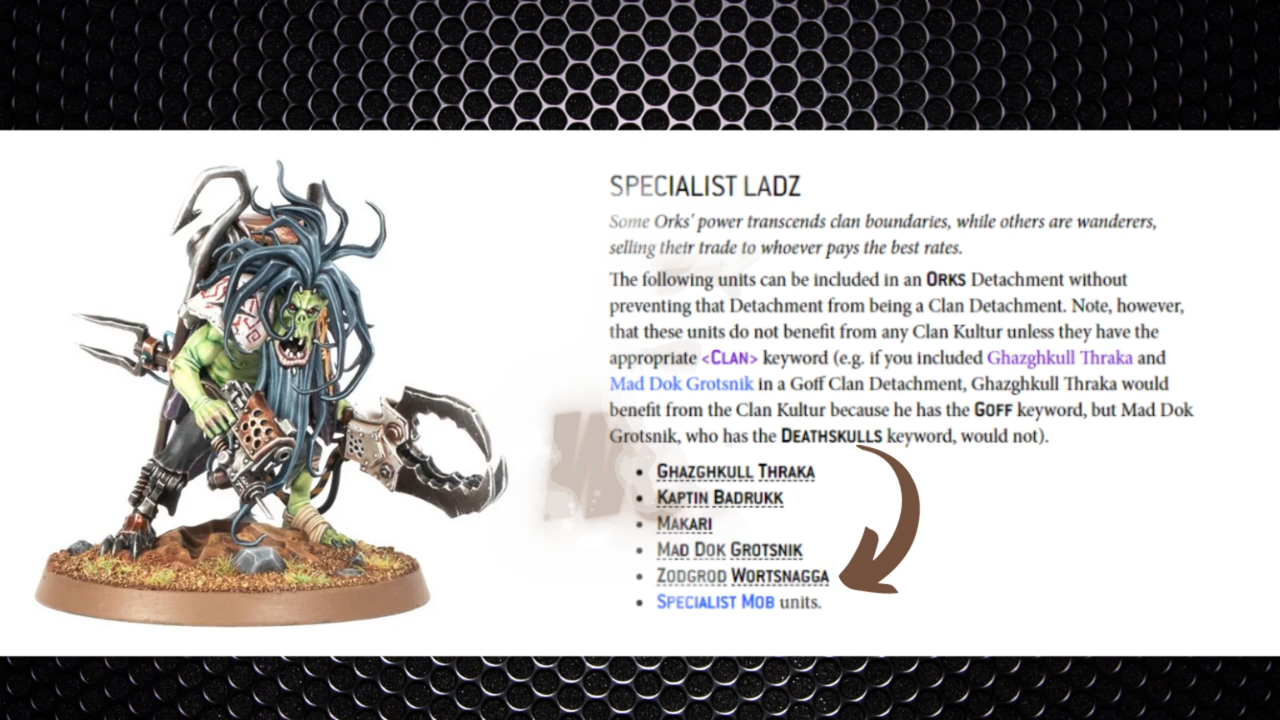 SPECIALIST LADZ
Some Orks' power transcends clan boundaries, while others are wanderers,
selling their trade to whoever pays the best rates.
The following units can be included in an ORKS Detachment without
preventing that Detachment from being a Clan Detachment. Note, however,
that these units do not benefit from any Clan Kultur unless they have the
appropriate <CLAN> keyword (e.g. if you included Ghazghkull Thraka and
Mad Dok Grotsnik in a Goff Clan Detachment, Ghazghkull Thraka would
benefit from the Clan Kultur because he has the GOFF keyword, but Mad Dok
Grotsnik, who has the DEATHSKULLS keyword, would not).
• GHAZGHKULL THRAKA
• KAPTIN BADRUKK
• MAKARI
• MAD DOK GROTSNIK
• ZODGROD WORTSNAGGA
• SPECIALIST MOB units.